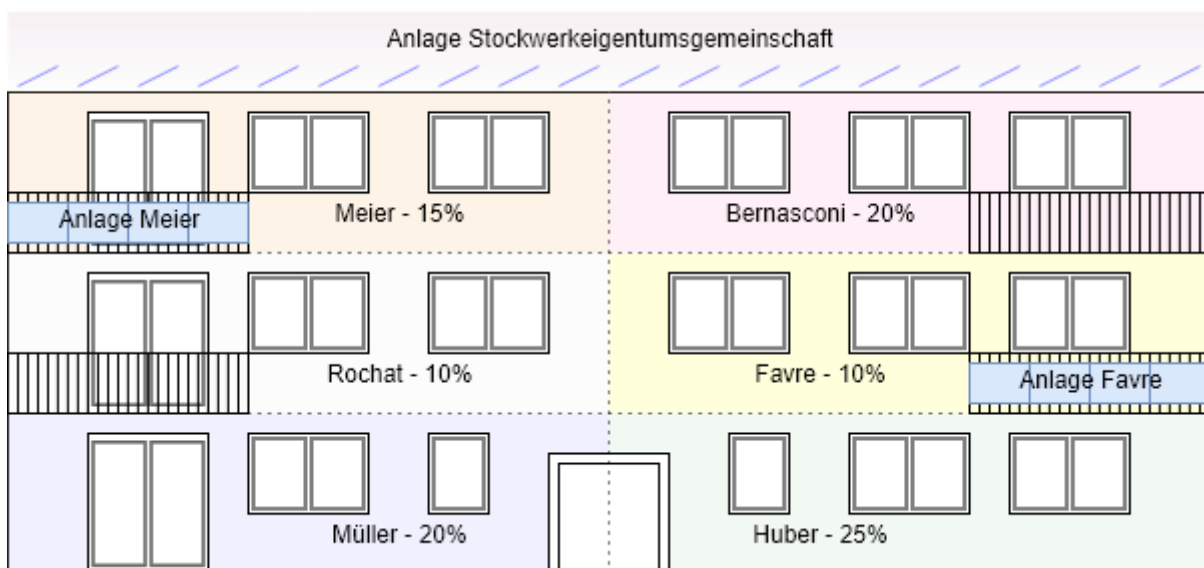 Anlage Stockwerkeigentumsgemeinschaft
Anlage Meier
Meier - 15%
Bernasconi - 20%
Rochat - 10%
Favre - 10%
Anlage Favre
Müller - 20%
Huber - 25%